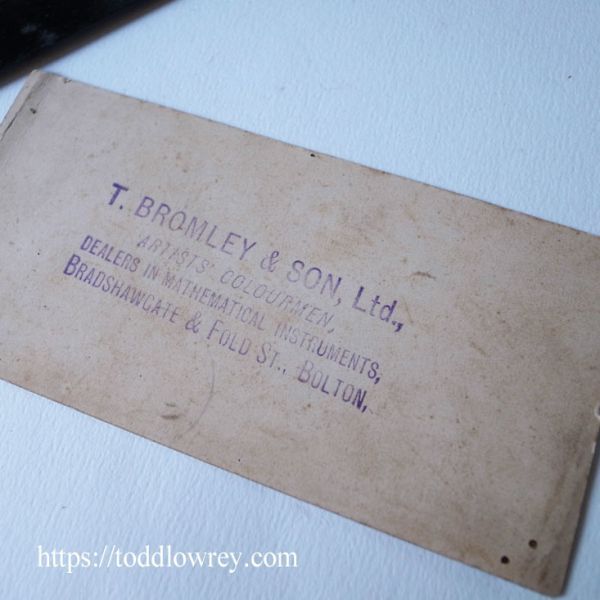 T. BROMLEY & SON, Ltd.,
ARTISTS' COLOURMEN,
DEALERS IN MATHEMATICAL INSTRUMENTS,
BRADSHAWGATE & FOLD ST., BOLTON,
https://toddlowrey.com